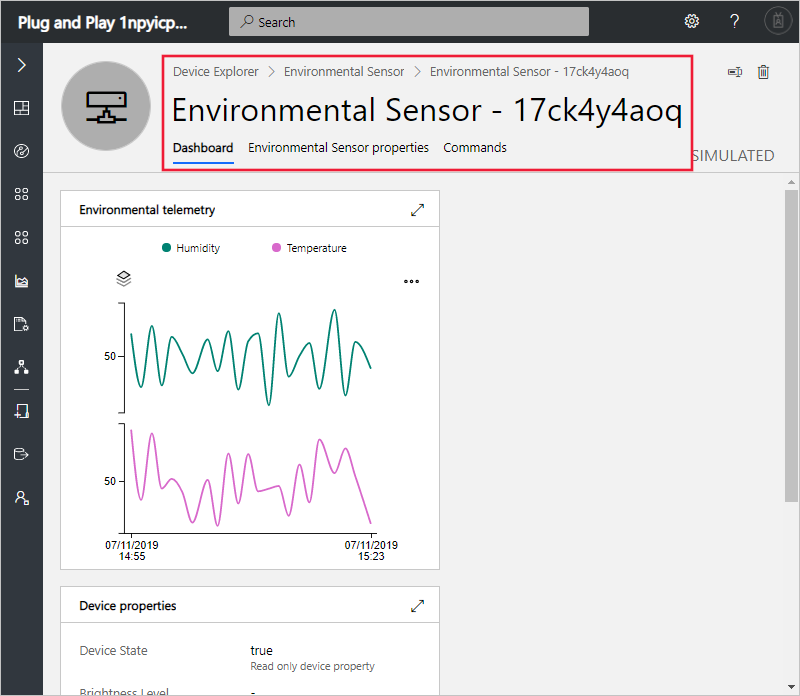 Plug and Play 1npyicp...
Search
?
Device Explorer > Environmental Sensor > Environmental Sensor - 17ck4y4aoq
Environmental Sensor - 17ck4y4aoq
Dashboard Environmental Sensor properties Commands
SIMULATED
Environmental telemetry
Humidity Temperature
50
50
07/11/2019 07/11/2019
14:55 15:23
Device properties
Device State true
Read only device property
Brightness Level -